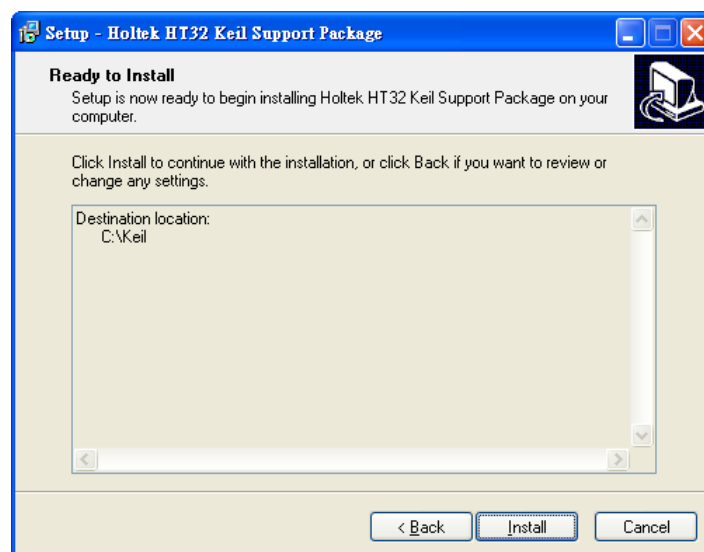 Setup - Holtek HT32 Keil Support Package
Ready to Install
Setup is now ready to begin installing Holtek HT32 Keil Support Package on your
computer.
Click Install to continue with the installation, or click Back if you want to review or
change any settings.
Destination location:
C:\Keil
< Back
Install
Cancel